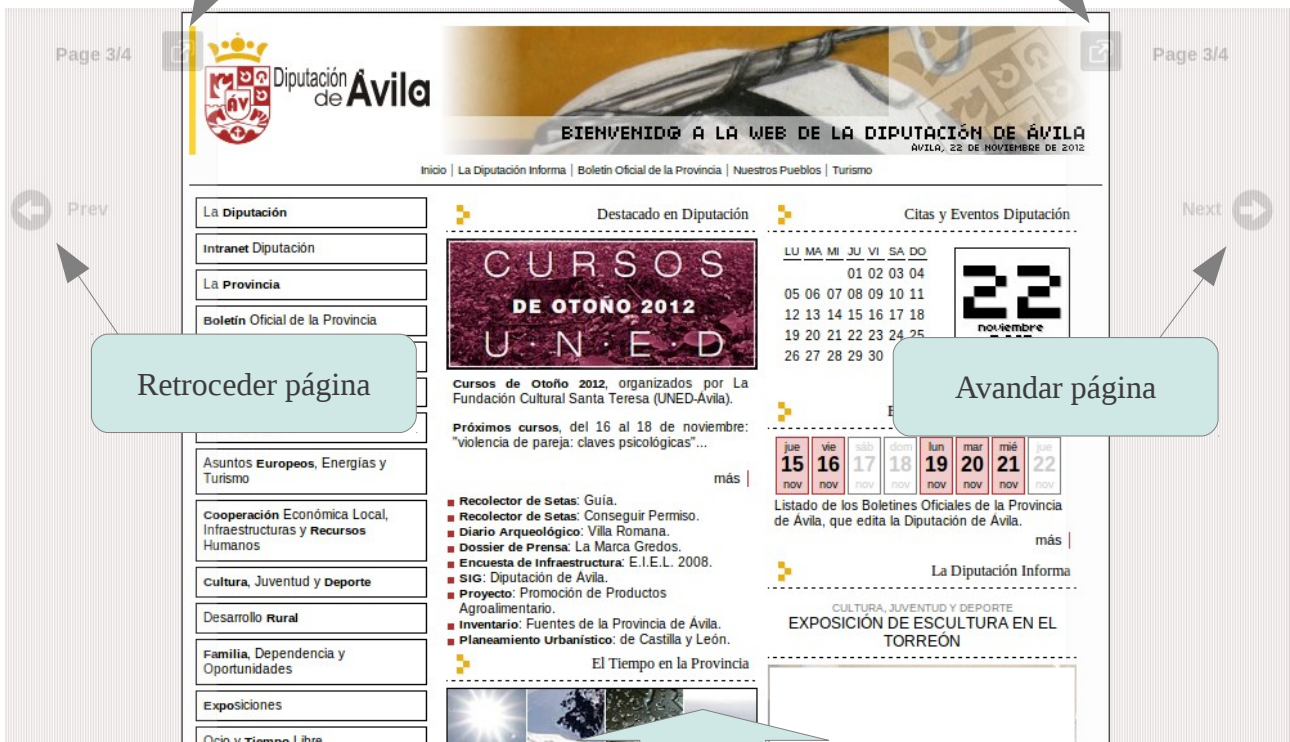 Page 3/4
Page 3/4
Diputación
de Ávila
BIENVENID@ A LA WEB DE LA DIPUTACIÓN DE ÁVILA
ÁVILA, 22 DE NOVIEMBRE DE 2012
Inicio | La Diputación Informa | Boletín Oficial de la Provincia | Nuestros Pueblos | Turismo
Prev
Next
La Diputación
Intranet Diputación
La Provincia
Boletín Oficial de la Provincia
Retroceder página
Asuntos Europeos, Energías y
Turismo
Cooperación Económica Local,
Infraestructuras y Recursos
Humanos
Cultura, Juventud y Deporte
Desarrollo Rural
Familia, Dependencia y
Oportunidades
Exposiciones
Ocio y Tiempo Libre
Destacado en Diputación
CURSOS
DE OTOÑO 2012
U·N·E·D
Cursos de Otoño 2012, organizados por La
Fundación Cultural Santa Teresa (UNED-Ávila).
Próximos cursos, del 16 al 18 de noviembre:
"violencia de pareja: claves psicológicas"...
más
Recolector de Setas: Guía.
Recolector de Setas: Conseguir Permiso.
Diario Arqueológico: Villa Romana.
Dossier de Prensa: La Marca Gredos.
Encuesta de Infraestructura: E.I.E.L. 2008.
SIG: Diputación de Ávila.
Proyecto: Promoción de Productos
Agroalimentario.
Inventario: Fuentes de la Provincia de Ávila.
Planeamiento Urbanístico: de Castilla y León.
El Tiempo en la Provincia
Citas y Eventos Diputación
LU MA MI JU VI SA DO
01 02 03 04
05 06 07 08 09 10 11
12 13 14 15 16 17 18
19 20 21 22 23 24 25
26 27 28 29 30
22
noviembre
Avandar página
jue vie sáb dom lun mar mié jue
15 16 17 18 19 20 21 22
nov nov nov nov nov nov nov nov
Listado de los Boletines Oficiales de la Provincia
de Ávila, que edita la Diputación de Ávila.
más
La Diputación Informa
CULTURA, JUVENTUD Y DEPORTE
EXPOSICIÓN DE ESCULTURA EN EL
TORREÓN